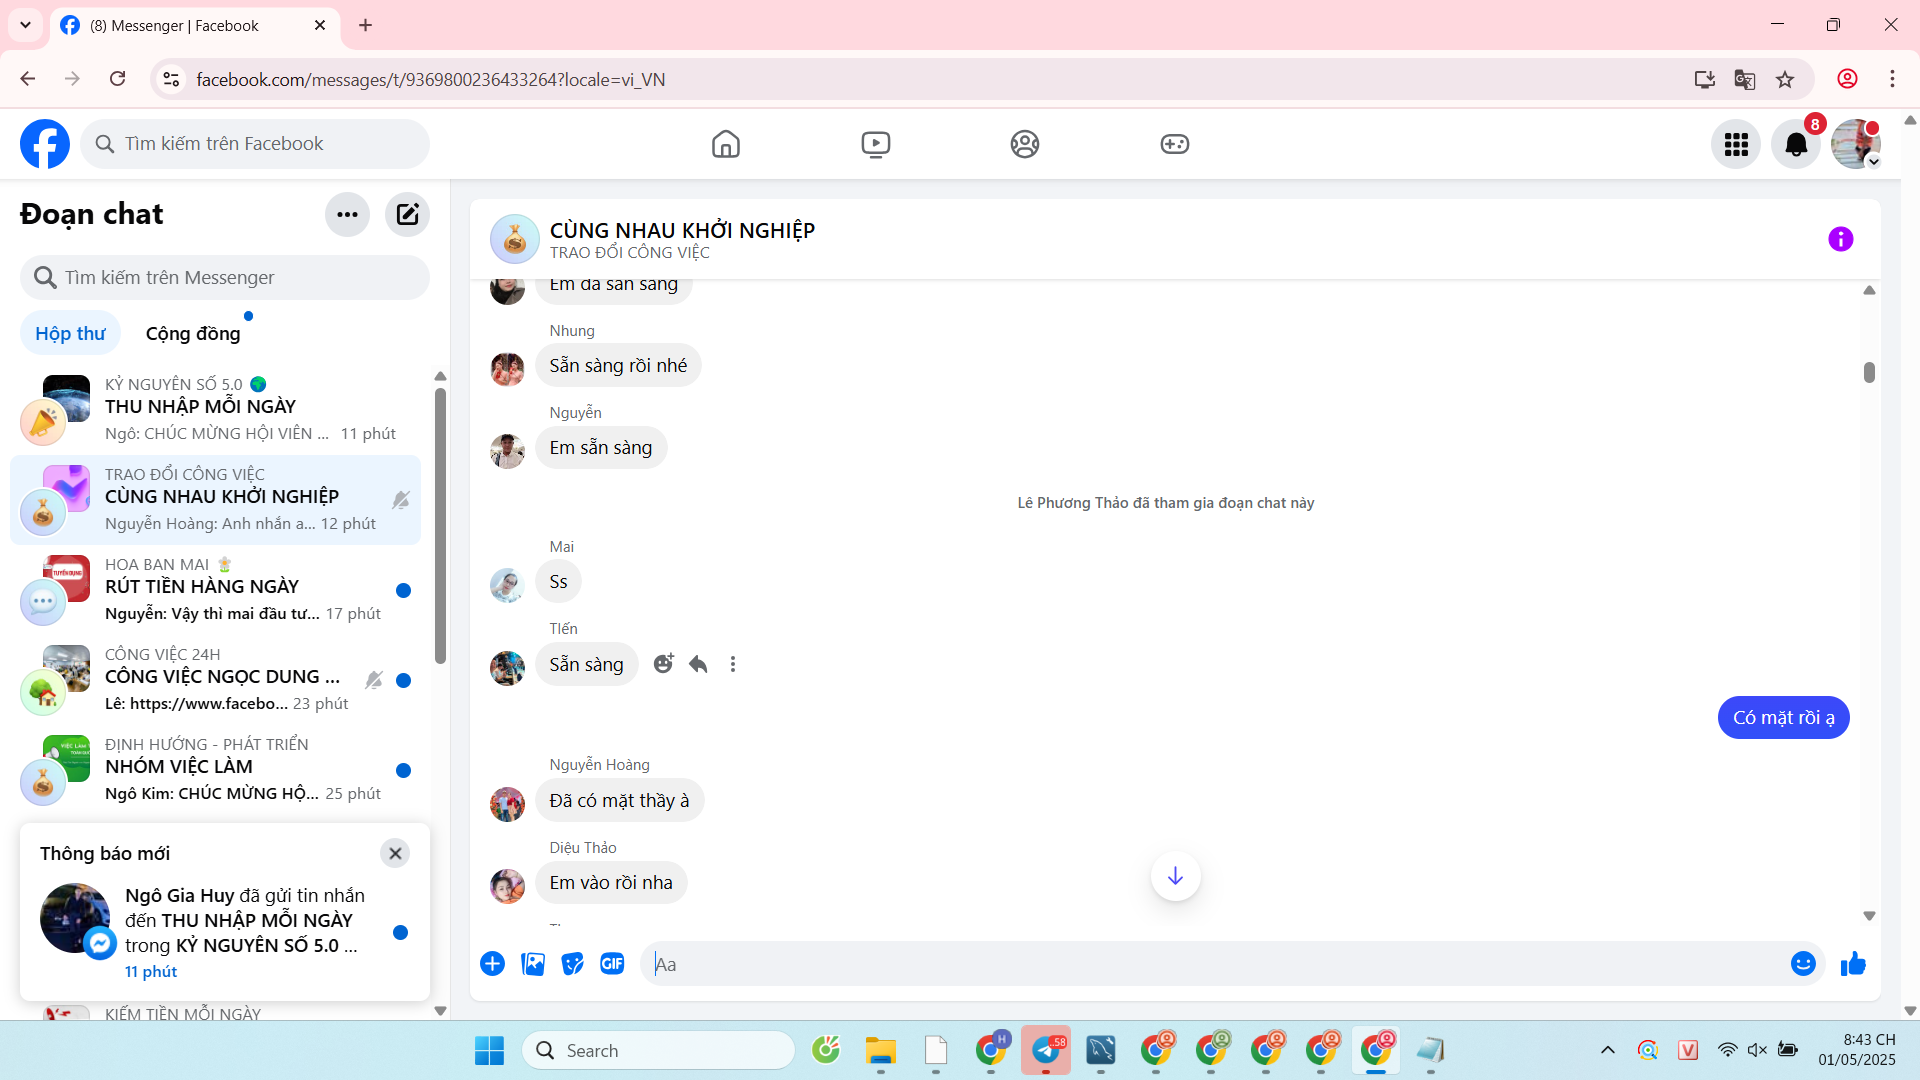 (8) Messenger | Facebook
facebook.com/messages/t/9369800236433264?locale=vi_VN
Tìm kiếm trên Facebook
8
Đoạn chat
Tìm kiếm trên Messenger
Hộp thư
Cộng đồng
KỶ NGUYÊN SỐ 5.0
THU NHẬP MỖI NGÀY
Ngô: CHÚC MỪNG HỘI VIÊN ... 11 phút
TRAO ĐỔI CÔNG VIỆC
CÙNG NHAU KHỞI NGHIỆP
Nguyễn Hoàng: Anh nhắn a... 12 phút
HOA BAN MAI
RÚT TIỀN HÀNG NGÀY
Nguyễn: Vậy thì mai đầu tư... 17 phút
CÔNG VIỆC 24H
CÔNG VIỆC NGỌC DUNG ...
Lê: https://www.facebo... 23 phút
ĐỊNH HƯỚNG - PHÁT TRIỂN
NHÓM VIỆC LÀM
Ngô Kim: CHÚC MỪNG HỘ... 25 phút
Thông báo mới
Ngô Gia Huy đã gửi tin nhắn
đến THU NHẬP MỖI NGÀY
trong KỶ NGUYÊN SỐ 5.0 ...
11 phút
KIẾM TIỀN MỖI NGÀY
CÙNG NHAU KHỞI NGHIỆP
TRAO ĐỔI CÔNG VIỆC
Em đã sẵn sàng
Nhung
Sẵn sàng rồi nhé
Nguyễn
Em sẵn sàng
Lê Phương Thảo đã tham gia đoạn chat này
Mai
Ss
TIến
Sẵn sàng
Có mặt rồi ạ
Nguyễn Hoàng
Đã có mặt thầy à
Diệu Thảo
Em vào rồi nha
GIF
Aa
Search
H
..58
V
8:43 CH
01/05/2025